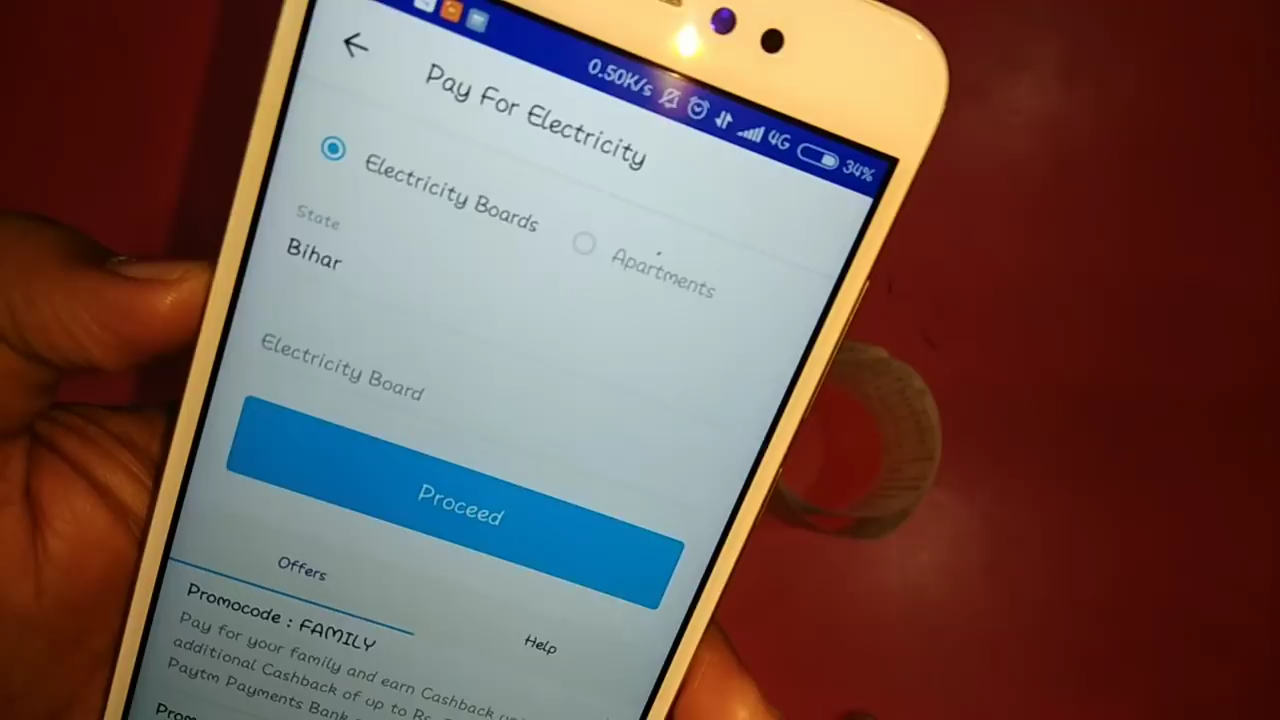 0.50K/s 4G 34%
Pay For Electricity
Electricity Boards
Apartments
State
Bihar
Electricity Board
Proceed
Offers
Help
Promocode : FAMILY
Pay for your family and earn Cashback
additional Cashback of up to Rs.
Paytm Payments Bank